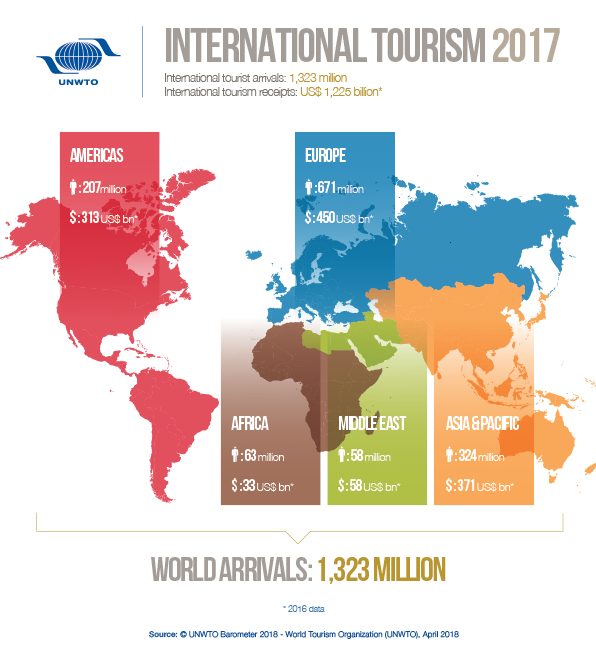 UNWTO
INTERNATIONAL TOURISM 2017
International tourist arrivals: 1,323 million
International tourism receipts: US$ 1,225 billion*
AMERICAS
: 207 million
$ : 313 US$ bn*
EUROPE
: 671 million
$ : 450 US$ bn*
AFRICA
: 63 million
$ : 33 US$ bn*
MIDDLE EAST
: 58 million
$ : 58 US$ bn*
ASIA & PACIFIC
: 324 million
$ : 371 US$ bn*
WORLD ARRIVALS: 1,323 MILLION
* 2016 data
Source: © UNWTO Barometer 2018 - World Tourism Organization (UNWTO), April 2018